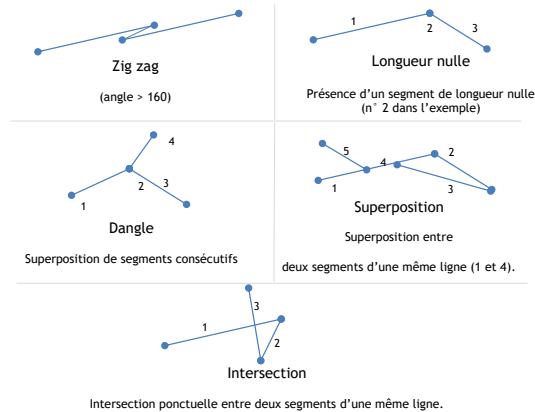 Zig zag
(angle > 160)
1
2
3
Longueur nulle
Présence d'un segment de longueur nulle
(n° 2 dans l'exemple)
4
2
3
1
Dangle
Superposition de segments consécutifs
5
4
2
1
3
Superposition
Superposition entre
deux segments d'une même ligne (1 et 4).
3
1
2
Intersection
Intersection ponctuelle entre deux segments d'une même ligne.